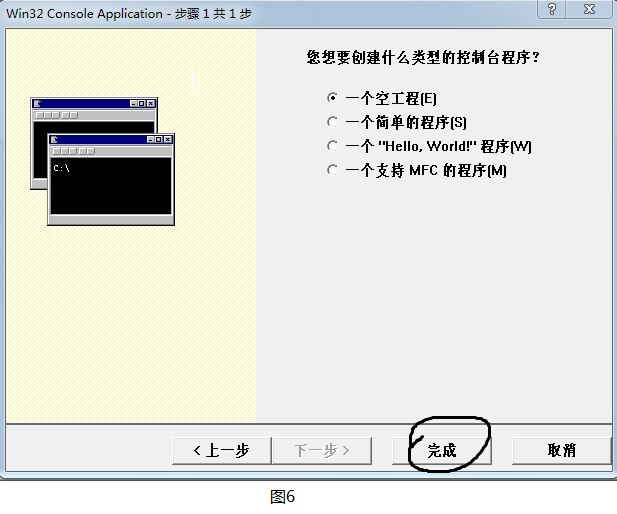 Win32 Console Application - 步骤 1 共 1 步
您想要创建什么类型的控制台程序？
一个空工程(E)
一个简单的程序(S)
一个 "Hello, World!" 程序(W)
一个支持 MFC 的程序(M)
C:\
< 上一步
下一步 >
完成
取消
图6